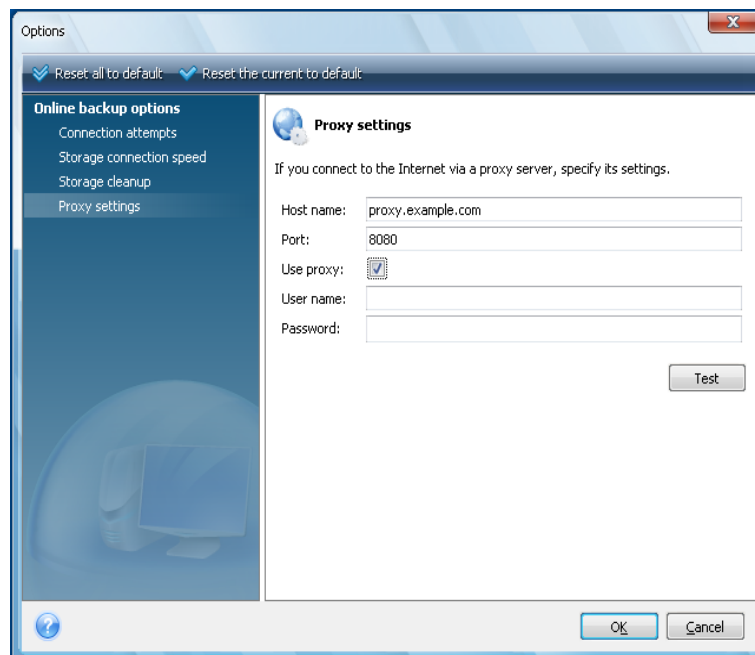 Options
X
Reset all to default Reset the current to default
Online backup options
Connection attempts
Storage connection speed
Storage cleanup
Proxy settings
Proxy settings
If you connect to the Internet via a proxy server, specify its settings.
Host name: proxy.example.com
Port: 8080
Use proxy:
User name:
Password:
Test
?
OK Cancel